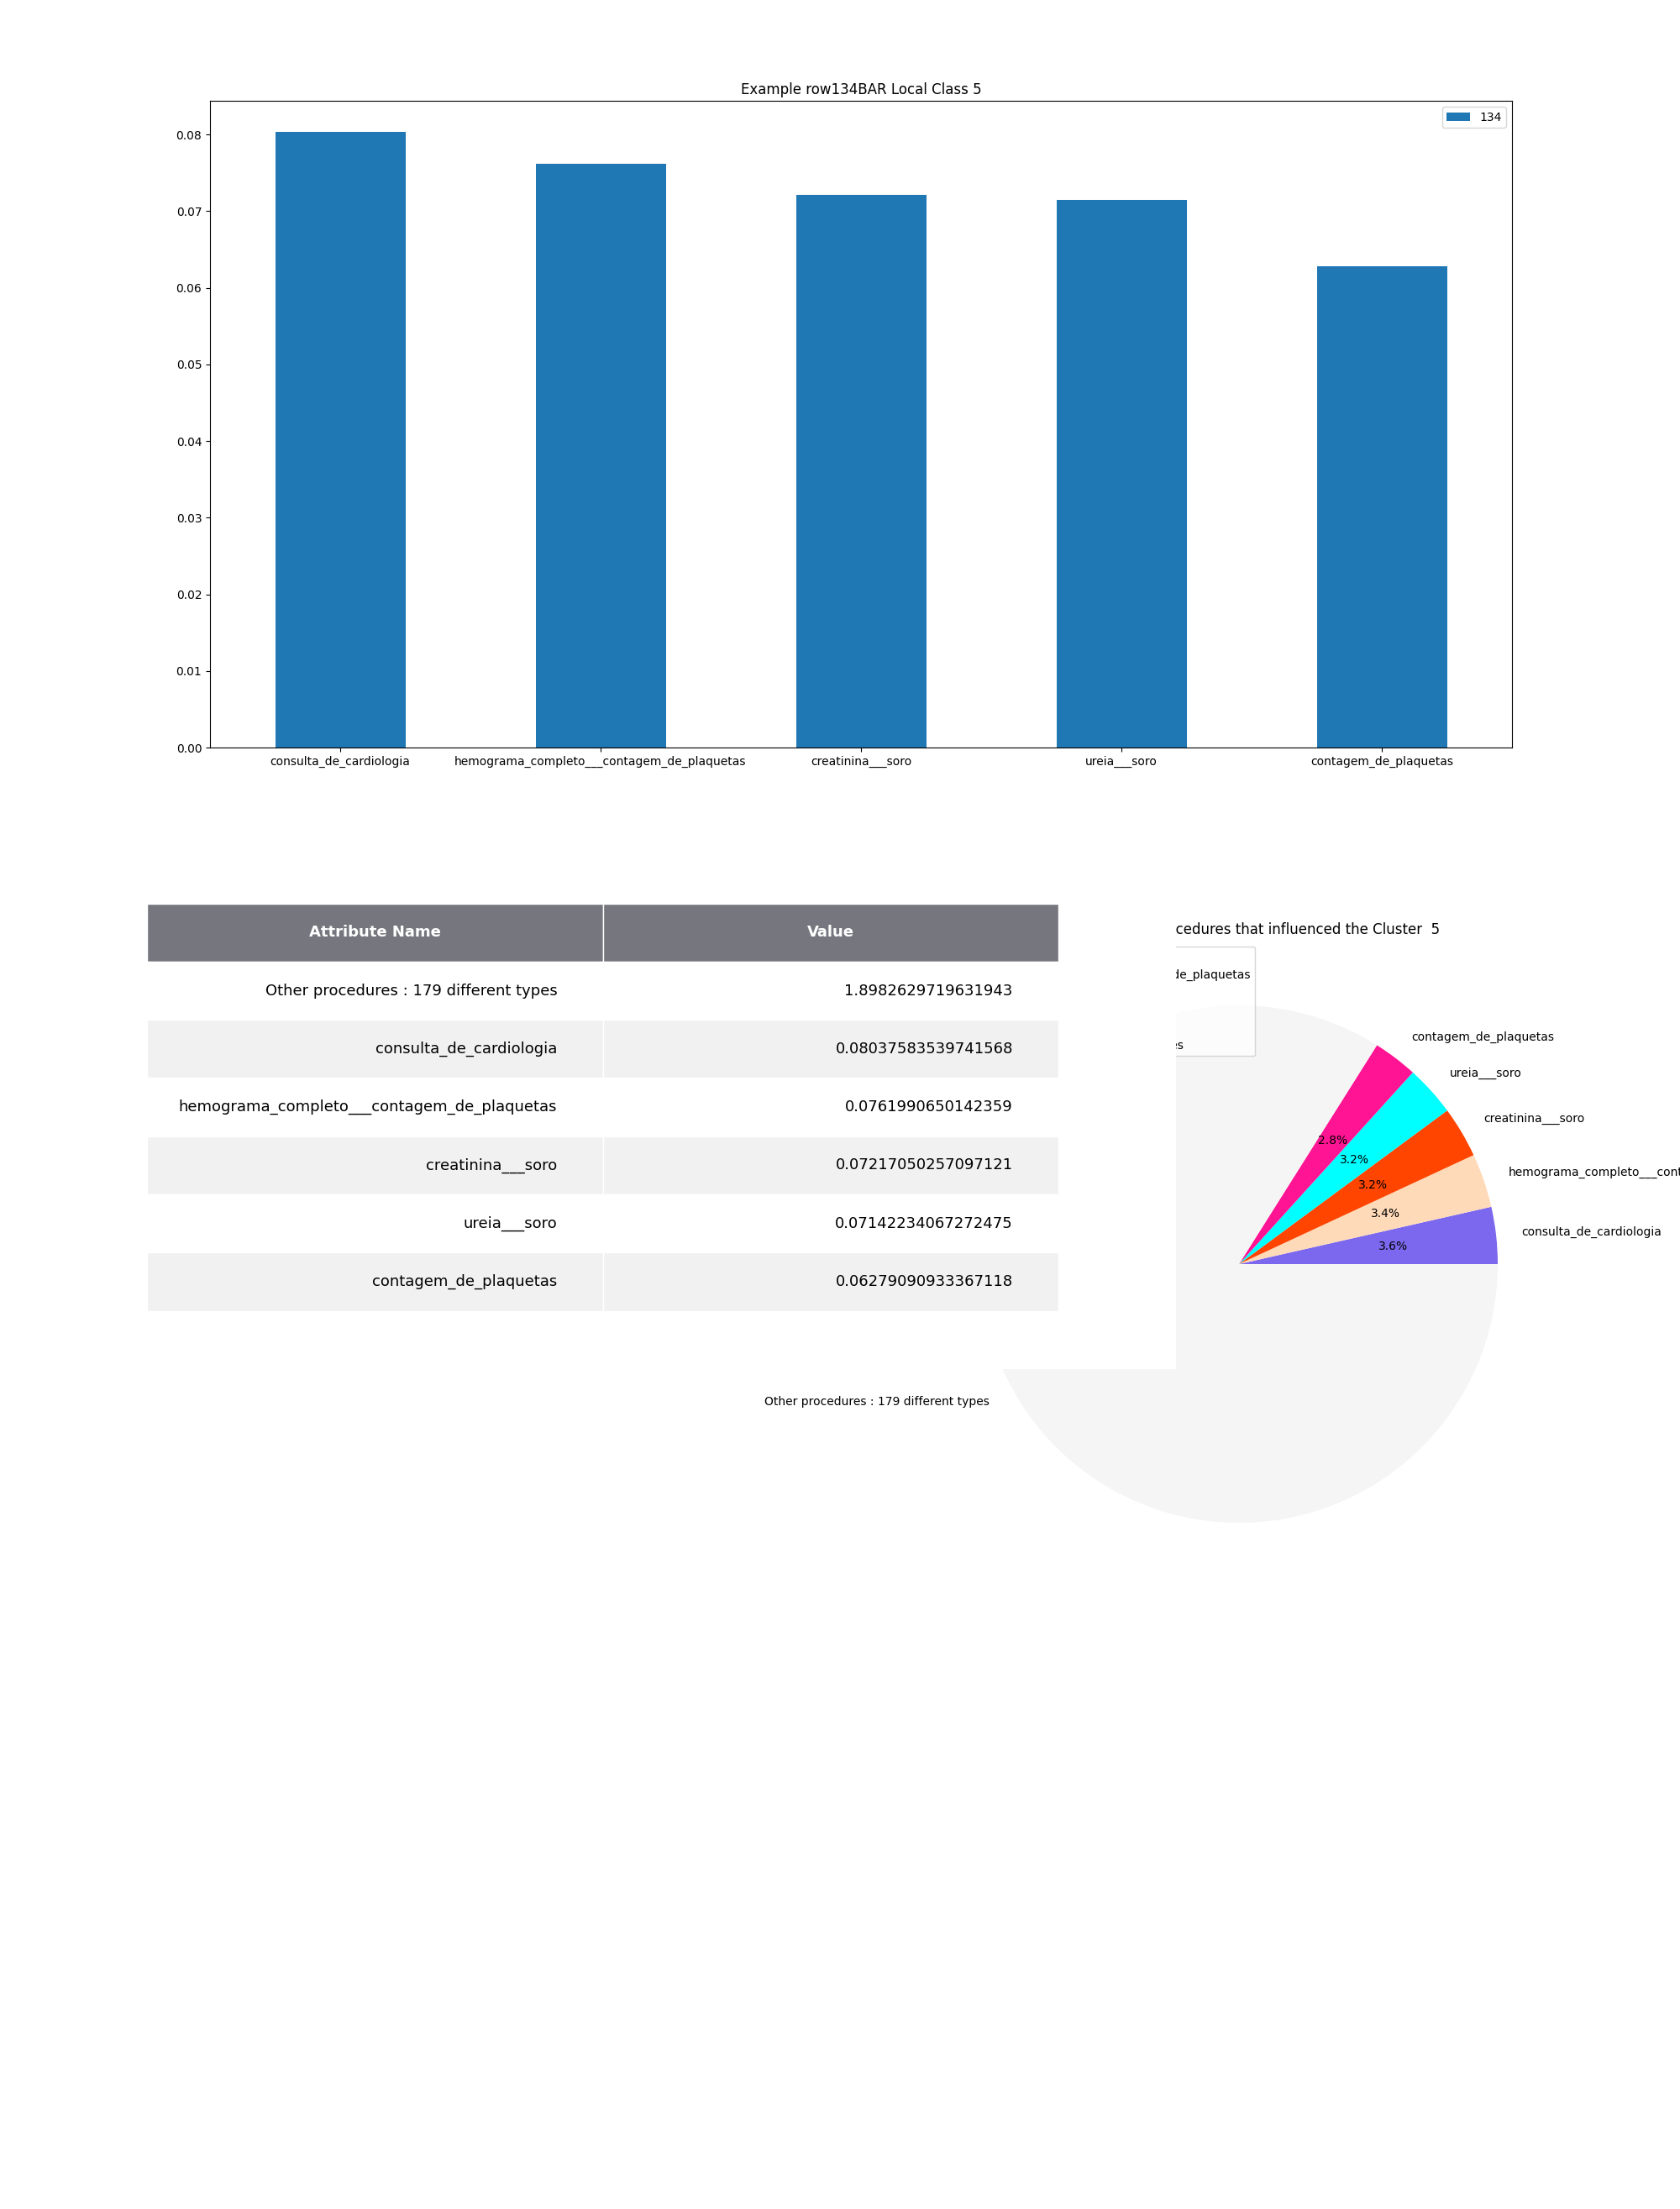 Example row134BAR Local Class 5
134
0.08
0.07
0.06
0.05
0.04
0.03
0.02
0.01
0.00
consulta_de_cardiologia
hemograma_completo___contagem_de_plaquetas
creatinina___soro
ureia___soro
contagem_de_plaquetas
Attribute Name Value
Other procedures : 179 different types 1.8982629719631943
consulta_de_cardiologia 0.08037583539741568
hemograma_completo___contagem_de_plaquetas 0.0761990650142359
creatinina___soro 0.07217050257097121
ureia___soro 0.07142234067272475
contagem_de_plaquetas 0.06279090933367118
cedures that influenced the Cluster 5
de_plaquetas
es
contagem_de_plaquetas
ureia___soro
creatinina___soro
hemograma_completo___cont
consulta_de_cardiologia
2.8%
3.2%
3.2%
3.4%
3.6%
Other procedures : 179 different types